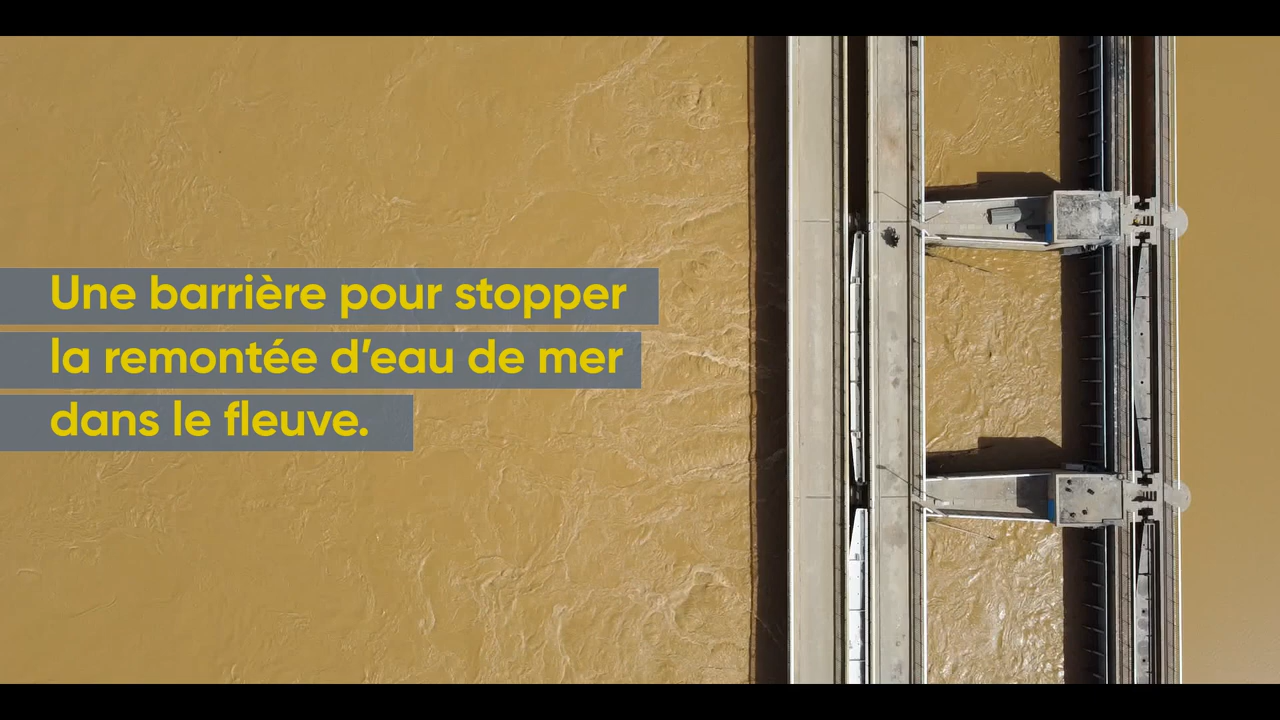 Une barrière pour stopper
la remontée d’eau de mer
dans le fleuve.